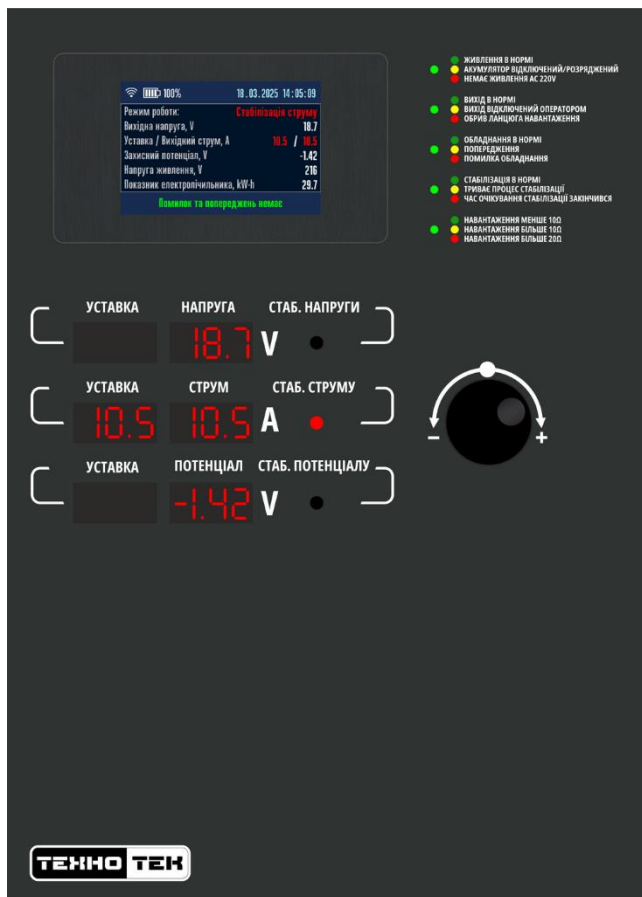 100% 18.03.2025 14:05:09
Режим роботи: Стабілізація струму
Вихідна напруга, V 18.7
Уставка / Вихідний струм, А 10.5 / 10.5
Захисний потенціал, V -1.42
Напруга живлення, V 216
Показник електролічильника, kW-h 29.7
Помилок та попереджень немає
ЖИВЛЕННЯ В НОРМІ
АКУМУЛЯТОР ВІДКЛЮЧЕНИЙ/РОЗРЯДЖЕНИЙ
НЕМАЄ ЖИВЛЕННЯ АС 220V
ВИХІД В НОРМІ
ВИХІД ВІДКЛЮЧЕНИЙ ОПЕРАТОРОМ
ОБРИВ ЛАНЦЮГА НАВАНТАЖЕННЯ
ОБЛАДНАННЯ В НОРМІ
ПОПЕРЕДЖЕННЯ
ПОМИЛКА ОБЛАДНАННЯ
СТАБІЛІЗАЦІЯ В НОРМІ
ТРИВАЄ ПРОЦЕС СТАБІЛІЗАЦІЇ
ЧАС ОЧІКУВАННЯ СТАБІЛІЗАЦІЇ ЗАКІНЧИВСЯ
НАВАНТАЖЕННЯ МЕНШЕ 10Ω
НАВАНТАЖЕННЯ БІЛЬШЕ 10Ω
НАВАНТАЖЕННЯ БІЛЬШЕ 20Ω
УСТАВКА НАПРУГА СТАБ. НАПРУГИ
18.7 V
УСТАВКА СТРУМ СТАБ. СТРУМУ
10.5 10.5 A
УСТАВКА ПОТЕНЦІАЛ СТАБ. ПОТЕНЦІАЛУ
-1.42 V
- +
ТЕХНО ТЕК